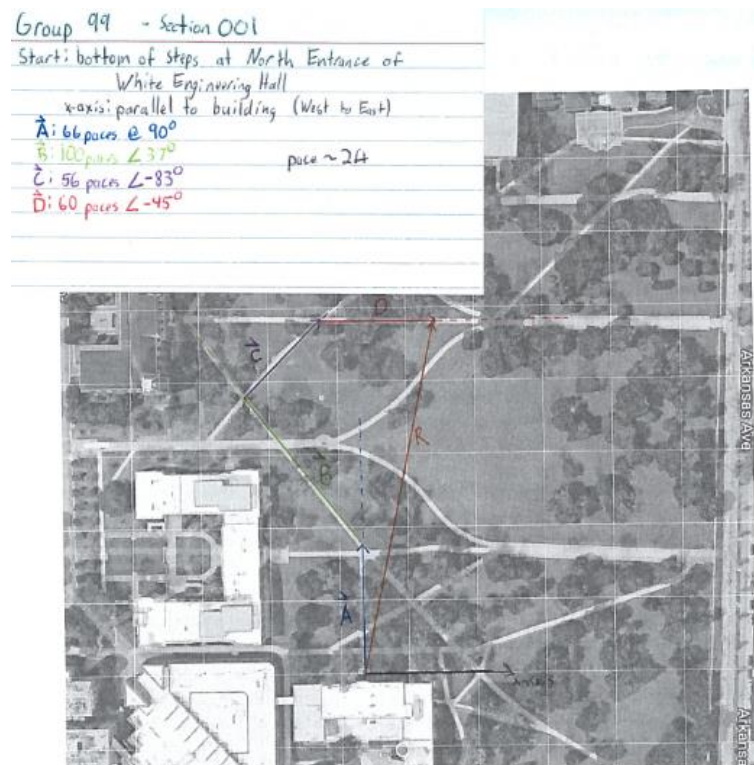 Group 99 - Section 001
Start: bottom of steps at North Entrance of
White Engineering Hall
x-axis: parallel to building (West to East)
A: 66 paces @ 90°
B: 100 paces ∠37°
pace ~ 2ft
C: 56 paces ∠-83°
D: 60 paces ∠-45°
D
C
R
B
A
x-axis
Arkansas Ave
Arkansa